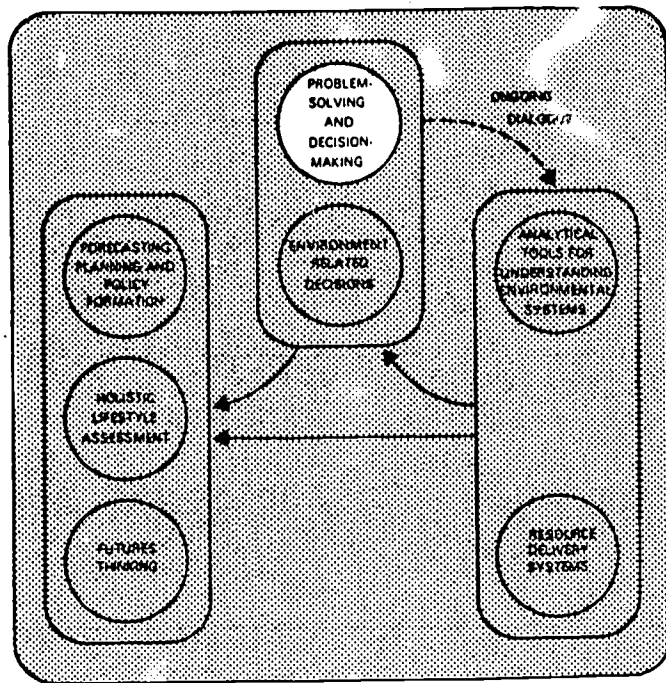 PROBLEM-
SOLVING
AND
DECISION-
MAKING
ONGOING
DIALOGUE
FORECASTING
PLANNING AND
POLICY
FORMATION
ENVIRONMENT
RELATED
DECISIONS
ANALYTICAL
TOOLS FOR
UNDERSTANDING
ENVIRONMENTAL
SYSTEMS
HOLISTIC
LIFESTYLE
ASSESSMENT
FUTURES
THINKING
RESOURCE
DELIVERY
SYSTEMS